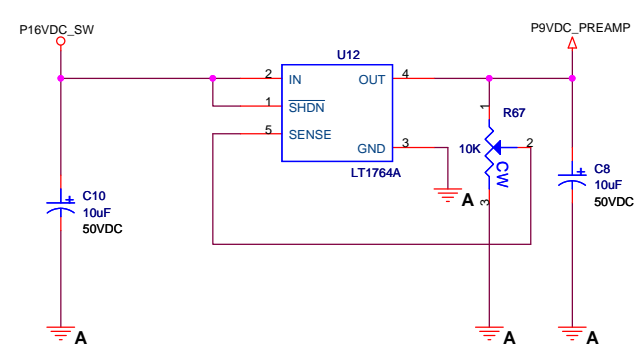 P16VDC_SW
P9VDC_PREAMP
U12
2 IN OUT 4
1 SHDN
5 SENSE
GND 3
LT1764A
1
R67
10K
2
CW
3
C10
10uF
50VDC
C8
10uF
50VDC
A
A
A
A